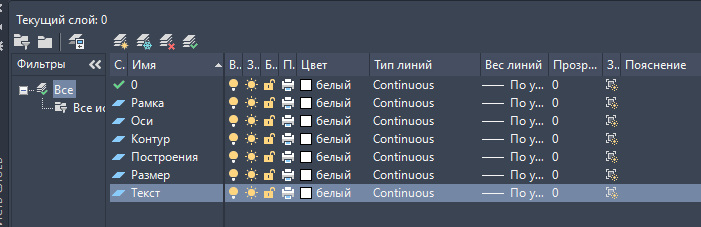 Текущий слой: 0
Фильтры
Все
Все ис
С. Имя В.. З.. Б.. П.. Цвет Тип линий Вес линий Прозр... З.. Пояснение
0 белый Continuous По у... 0
Рамка белый Continuous По у... 0
Оси белый Continuous По у... 0
Контур белый Continuous По у... 0
Построения белый Continuous По у... 0
Размер белый Continuous По у... 0
Текст белый Continuous По у... 0